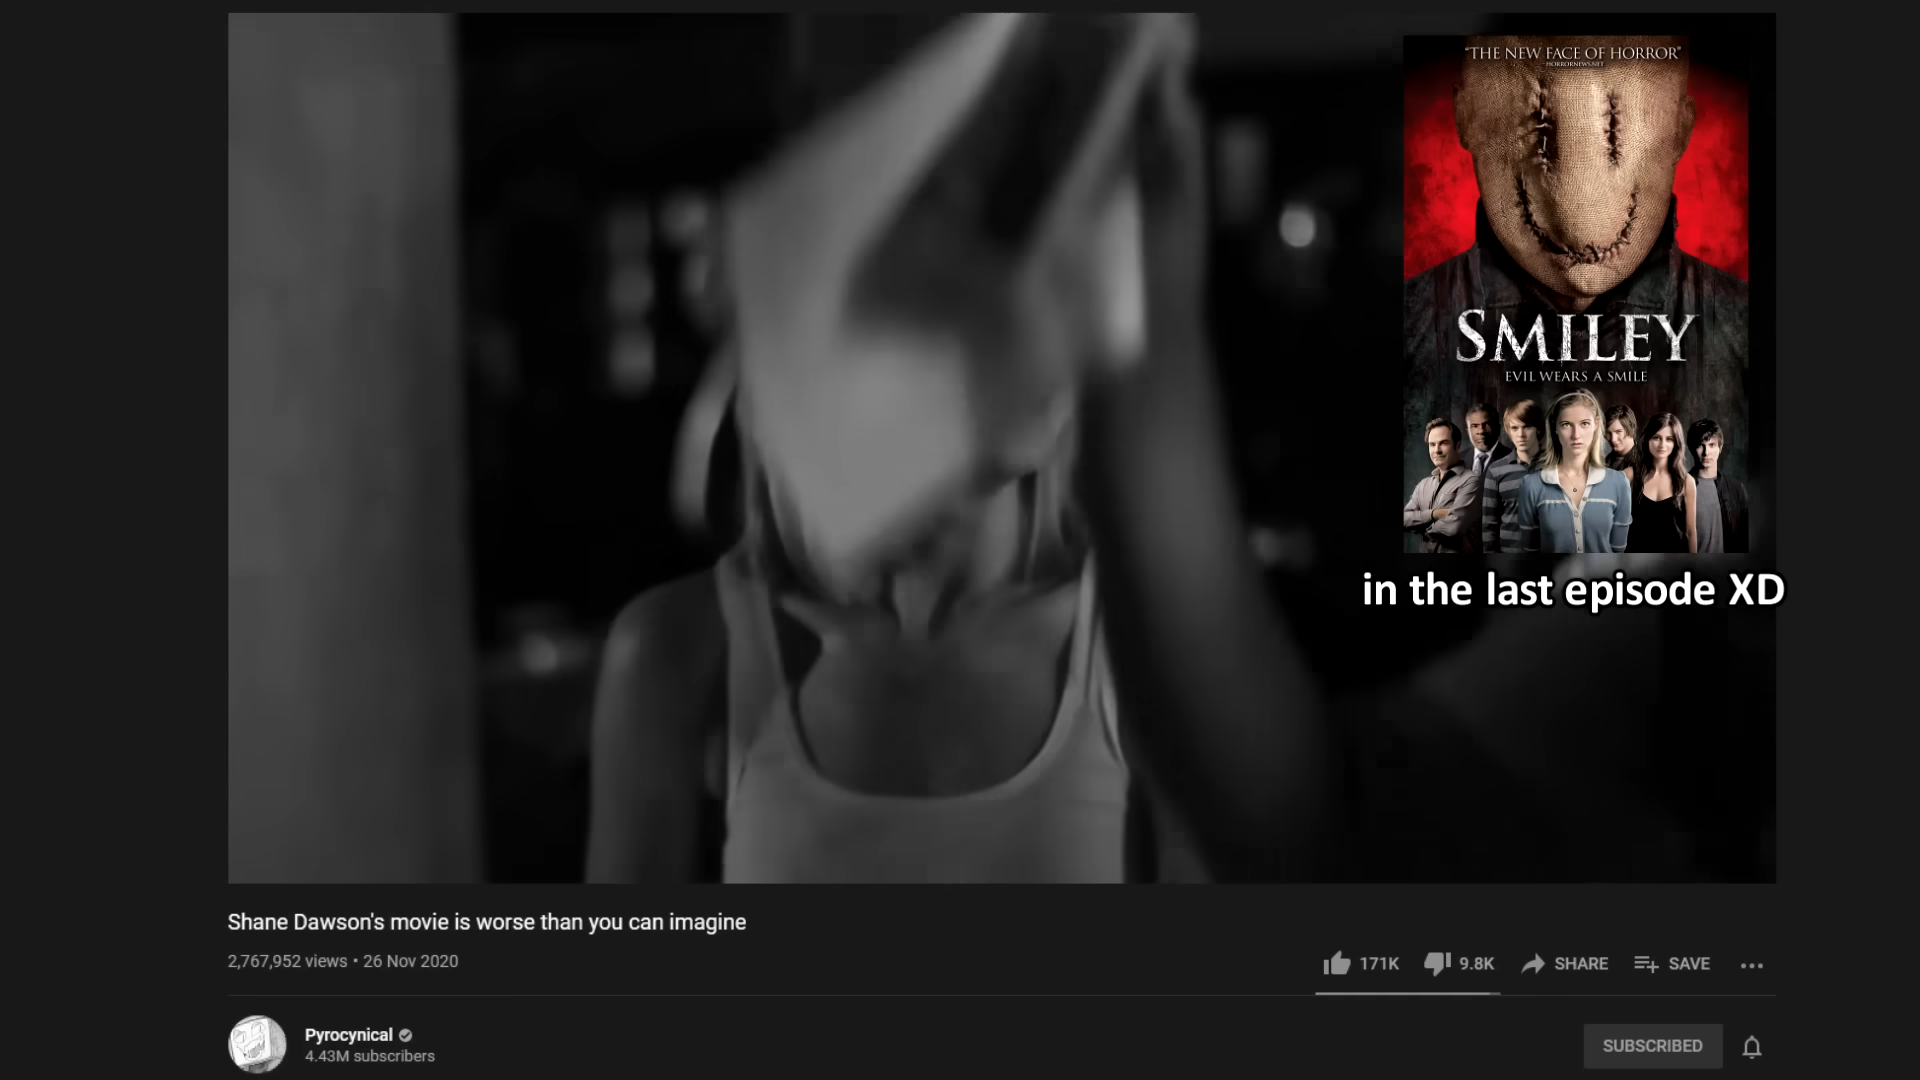 "THE NEW FACE OF HORROR"
HORRORNEWS.NET
SMILEY
EVIL WEARS A SMILE
in the last episode XD
Shane Dawson's movie is worse than you can imagine
2,767,952 views • 26 Nov 2020
171K 9.8K SHARE SAVE ...
Pyrocynical
4.43M subscribers
SUBSCRIBED